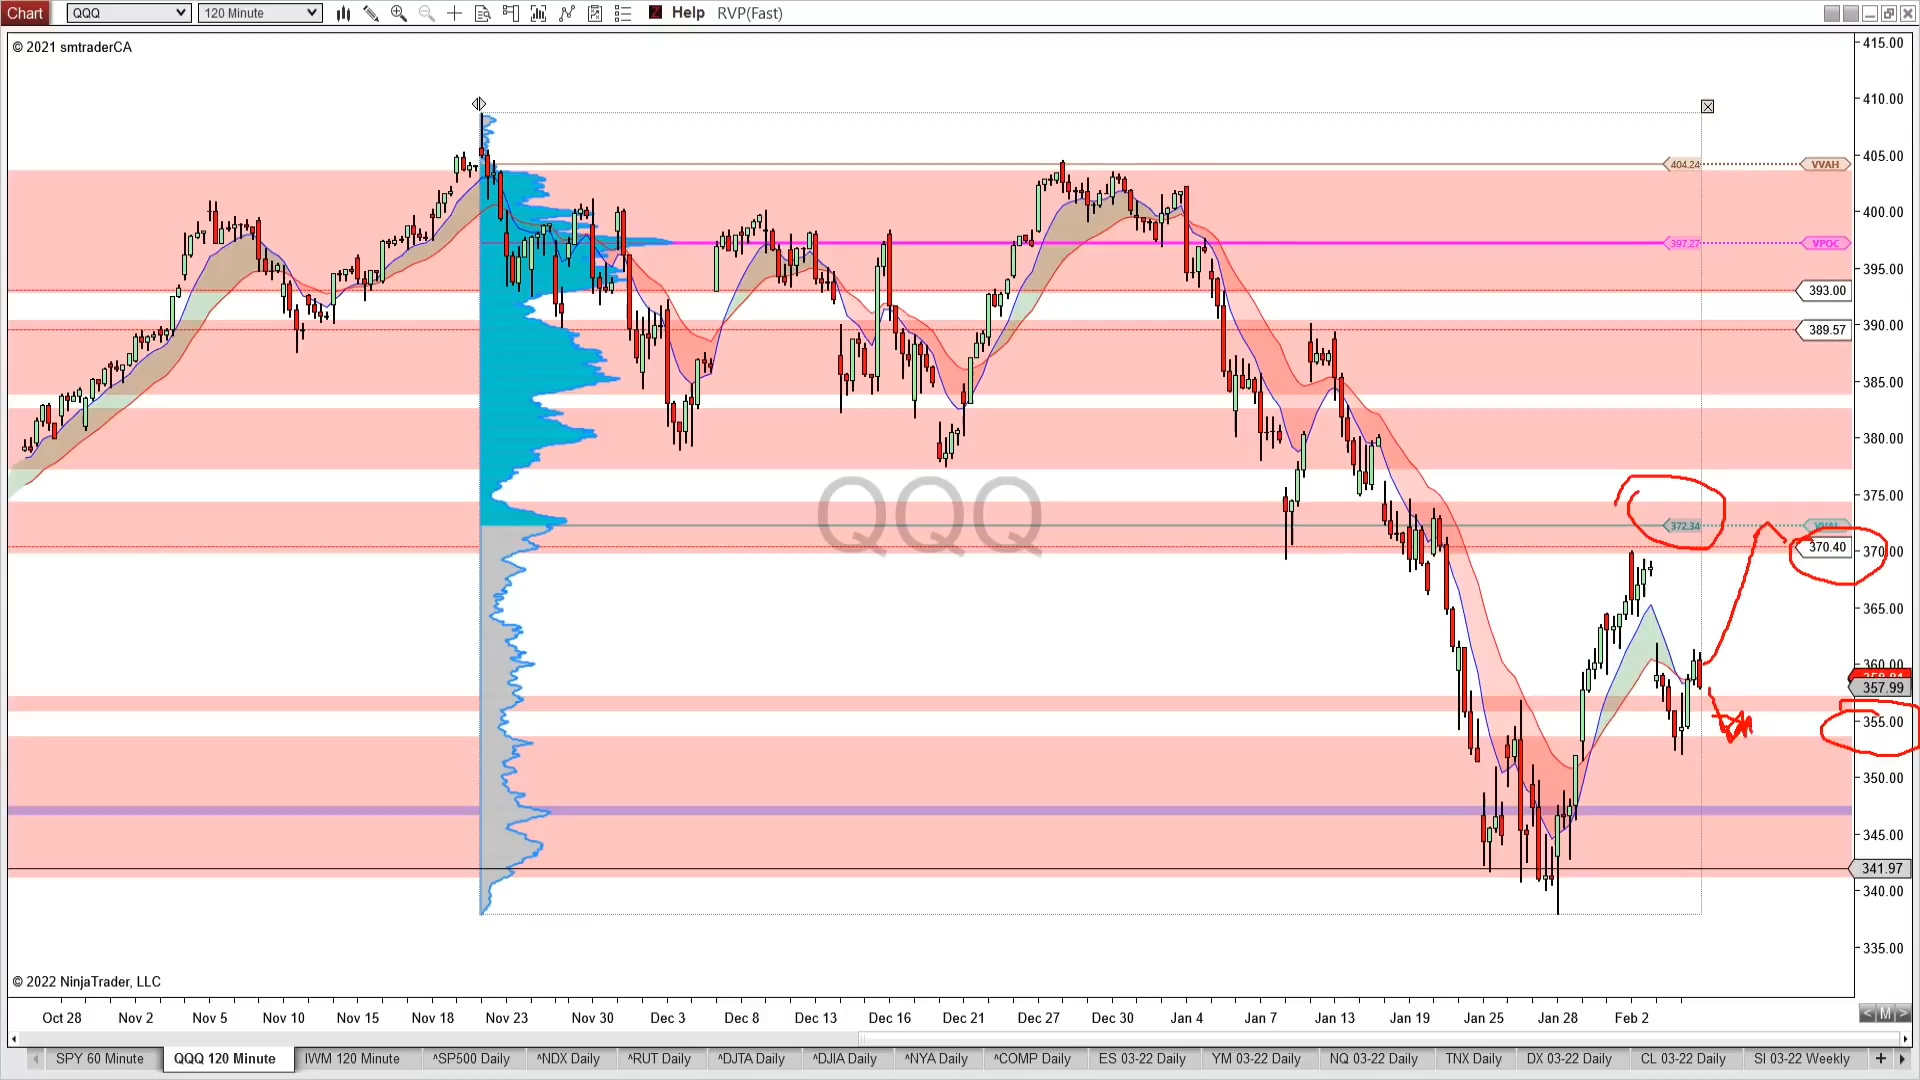 Chart QQQ 120 Minute Help RVP(Fast)
© 2021 smtraderCA
415.00
410.00
405.00
404.24 VVAH
400.00
397.27 VPOC
395.00
393.00
390.00
389.57
385.00
380.00
375.00
QQQ
372.34
370.40 370.00
365.00
360.00
357.99
355.00
350.00
345.00
341.97
340.00
335.00
© 2022 NinjaTrader, LLC
Oct 28 Nov 2 Nov 5 Nov 10 Nov 15 Nov 18 Nov 23 Nov 30 Dec 3 Dec 8 Dec 13 Dec 16 Dec 21 Dec 27 Dec 30 Jan 4 Jan 7 Jan 13 Jan 19 Jan 25 Jan 28 Feb 2 < M >
SPY 60 Minute QQQ 120 Minute IWM 120 Minute ^SP500 Daily ^NDX Daily ^RUT Daily ^DJTA Daily ^DJIA Daily ^NYA Daily ^COMP Daily ES 03-22 Daily YM 03-22 Daily NQ 03-22 Daily TNX Daily DX 03-22 Daily CL 03-22 Daily SI 03-22 Weekly +